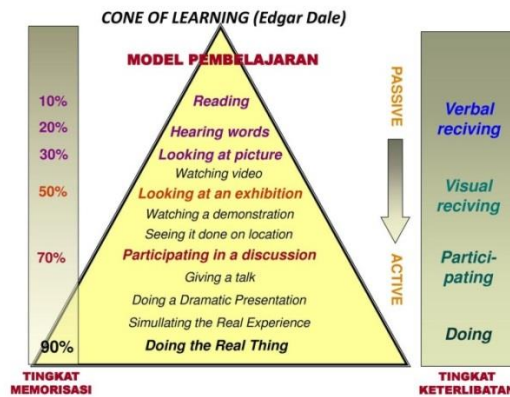 CONE OF LEARNING (Edgar Dale)
MODEL PEMBELAJARAN
10%
Reading
20%
Hearing words
30%
Looking at picture
Watching video
50%
Looking at an exhibition
Watching a demonstration
Seeing it done on location
70%
Participating in a discussion
Giving a talk
Doing a Dramatic Presentation
Simullating the Real Experience
90%
Doing the Real Thing
TINGKAT
MEMORISASI
PASSIVE
ACTIVE
Verbal
reciving
Visual
reciving
Partici-
pating
Doing
TINGKAT
KETERLIBATAN